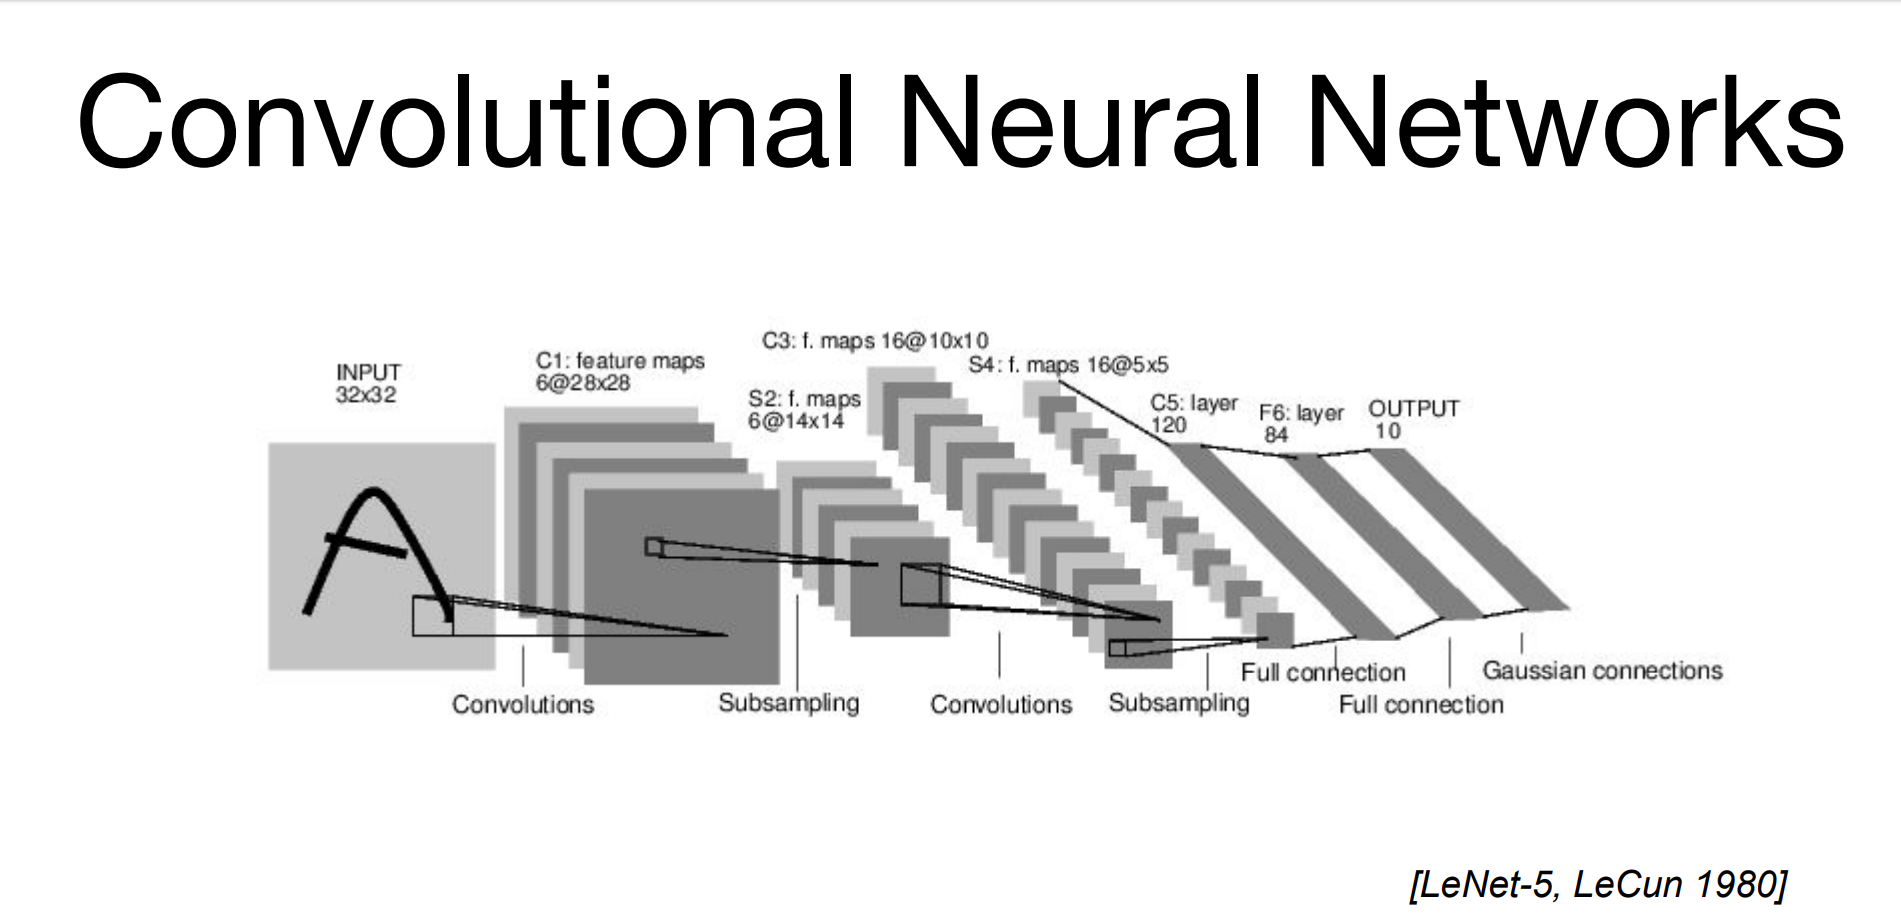 Convolutional Neural Networks
INPUT
32x32
C1: feature maps
6@28x28
S2: f. maps
6@14x14
C3: f. maps 16@10x10
S4: f. maps 16@5x5
C5: layer
120
F6: layer
84
OUTPUT
10
Convolutions
Subsampling
Convolutions
Subsampling
Full connection
Full connection
Gaussian connections
[LeNet-5, LeCun 1980]